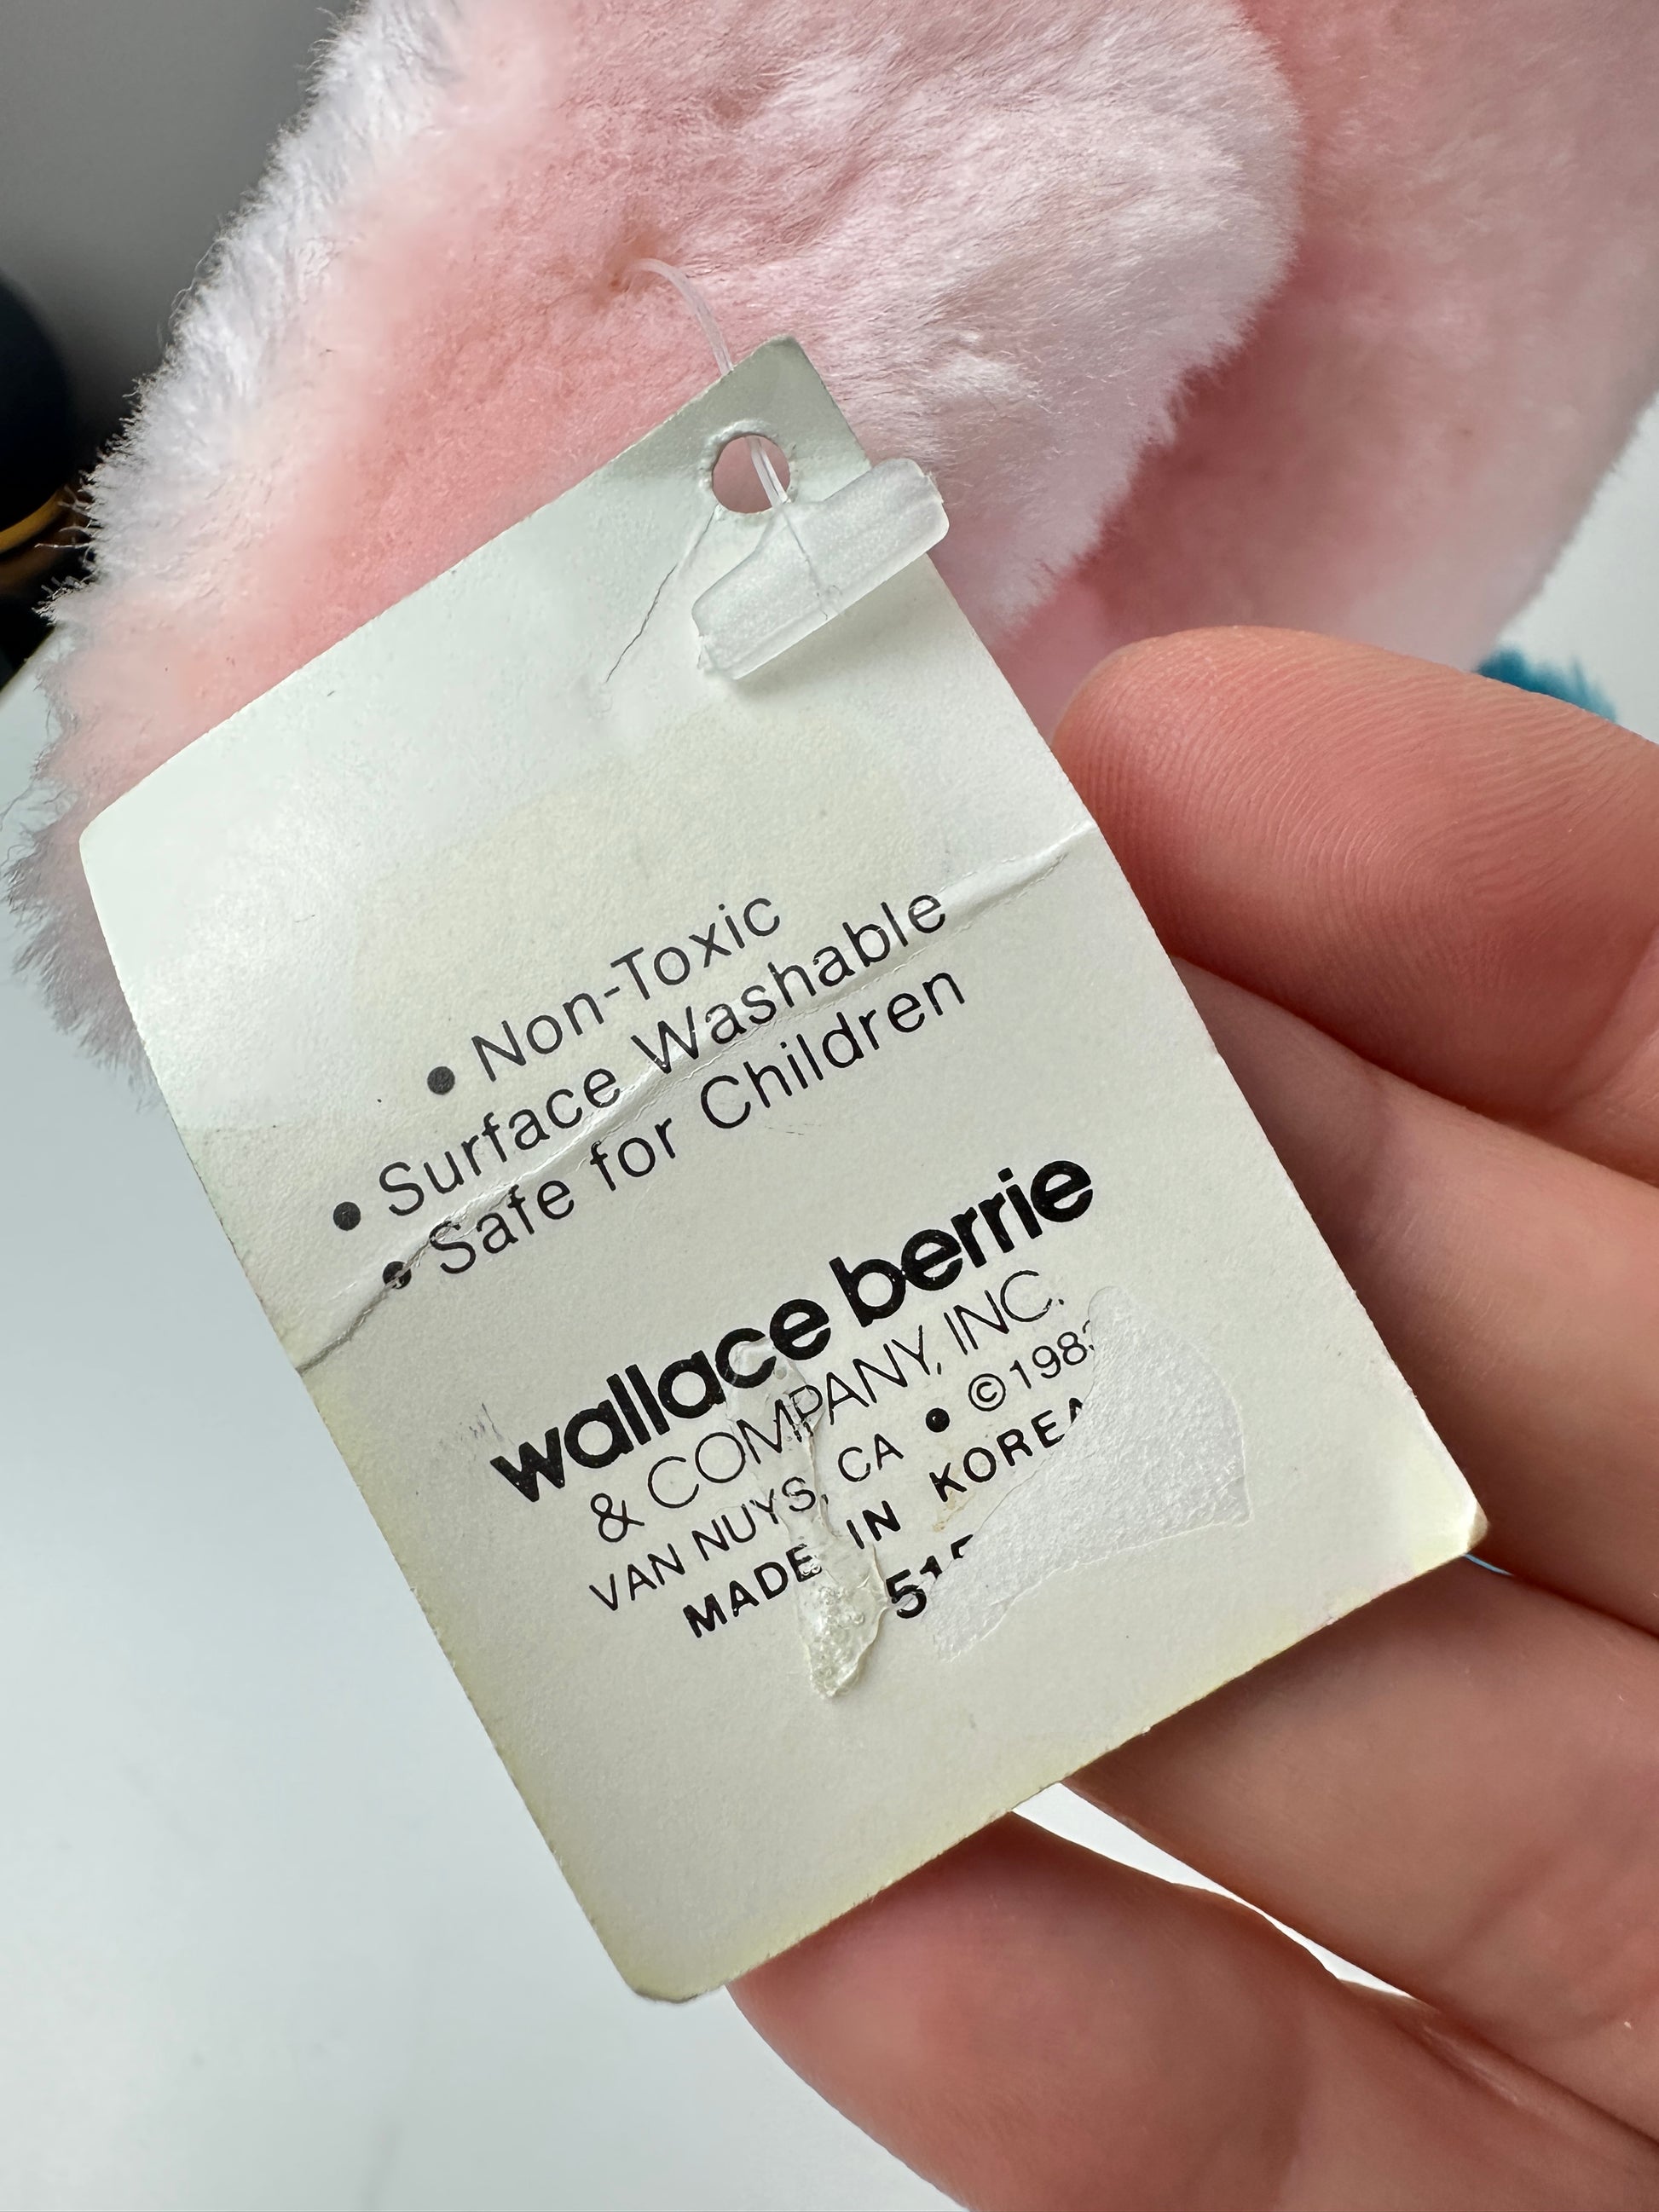 • Non-Toxic
• Surface Washable
• Safe for Children
wallace berrie
& COMPANY, INC.
VAN NUYS, CA • ©
MADE IN KOREA